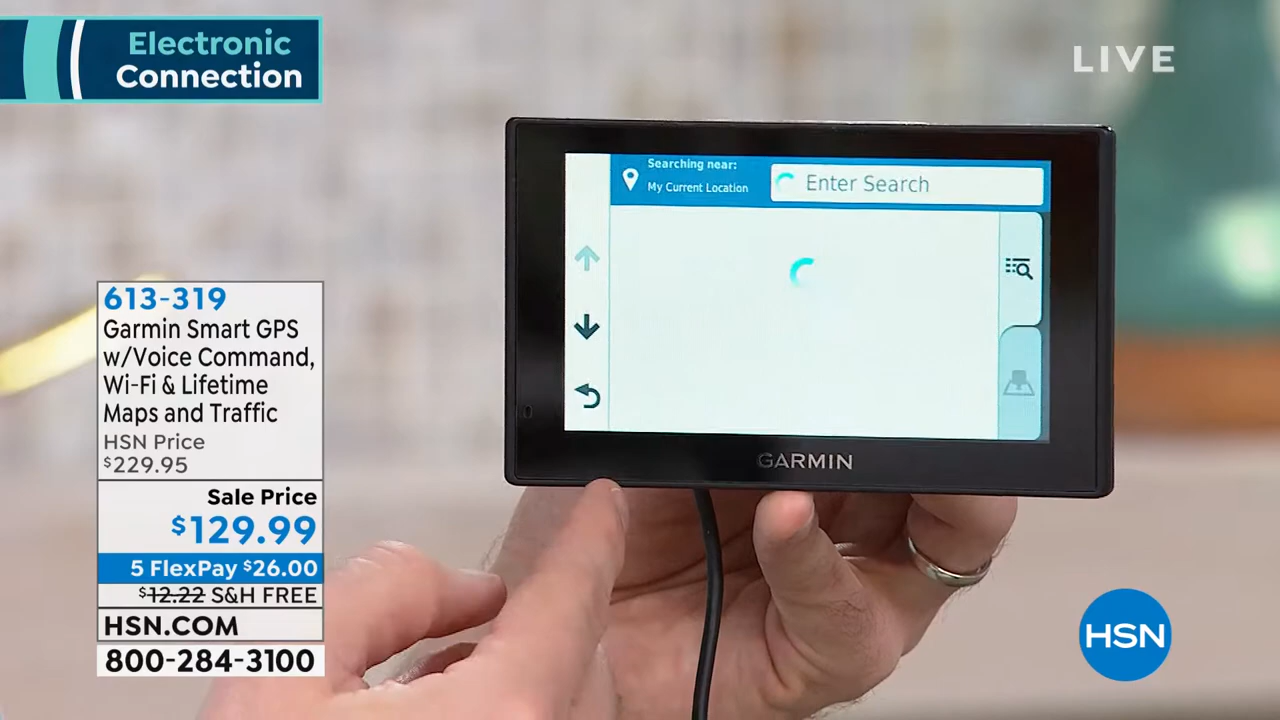 Electronic
Connection
LIVE
Searching near:
My Current Location
Enter Search
GARMIN
613-319
Garmin Smart GPS
w/Voice Command,
Wi-Fi & Lifetime
Maps and Traffic
HSN Price
$229.95
Sale Price
$129.99
5 FlexPay $26.00
$12.22 S&H FREE
HSN.COM
800-284-3100
HSN